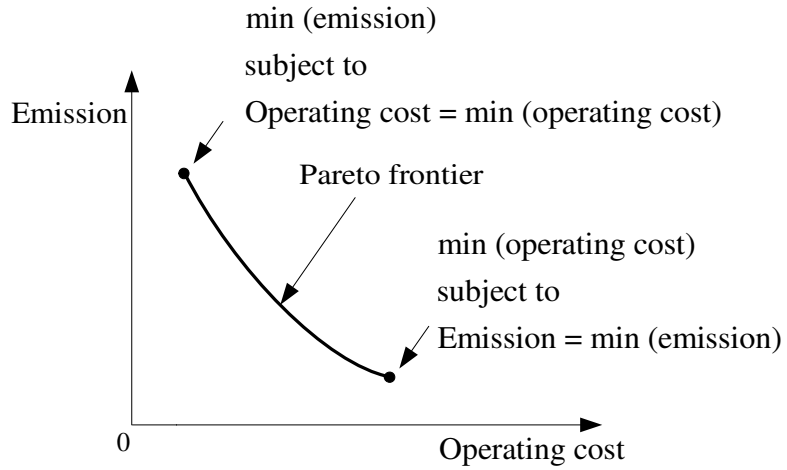 min (emission)
subject to
Operating cost = min (operating cost)
Emission
Pareto frontier
min (operating cost)
subject to
Emission = min (emission)
0
Operating cost